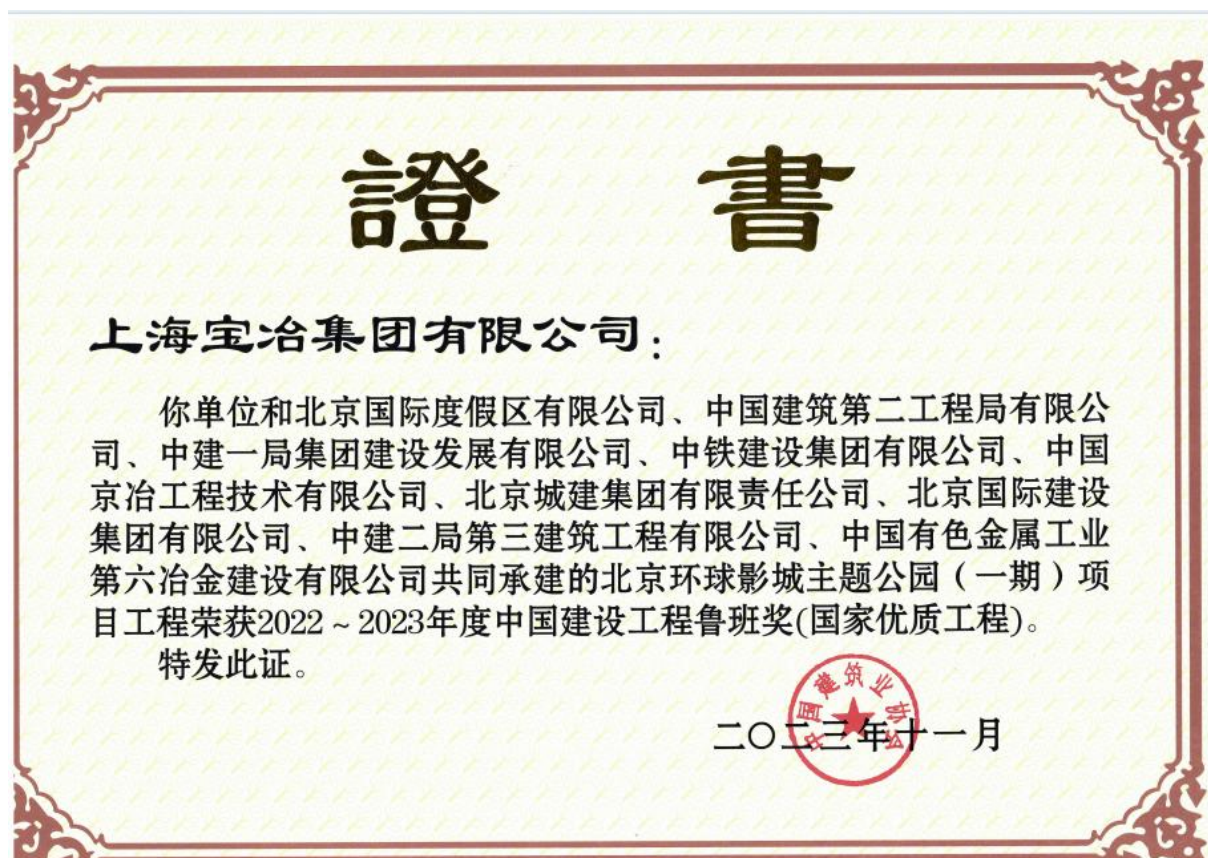 證 書
上海宝冶集团有限公司：
你单位和北京国际度假区有限公司、中国建筑第二工程局有限公
司、中建一局集团建设发展有限公司、中铁建设集团有限公司、中国
京冶工程技术有限公司、北京城建集团有限责任公司、北京国际建设
集团有限公司、中建二局第三建筑工程有限公司、中国有色金属工业
第六冶金建设有限公司共同承建的北京环球影城主题公园（一期）项
目工程荣获2022～2023年度中国建设工程鲁班奖(国家优质工程)。
特发此证。
中国建筑业协会
二〇二三年十一月